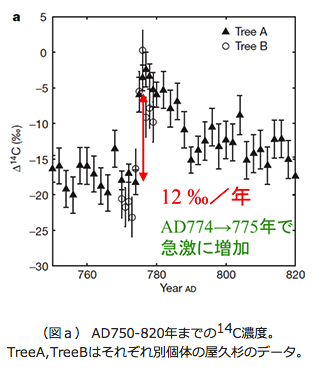 a
▲ Tree A
○ Tree B
5
0
−5
−10
−15
−20
−25
−30
Δ¹⁴C (‰)
12 ‰／年
AD774→775年で
急激に増加
760 780 800 820
Year AD
（図ａ） AD750-820年までの¹⁴C濃度。
TreeA,TreeBはそれぞれ別個体の屋久杉のデータ。